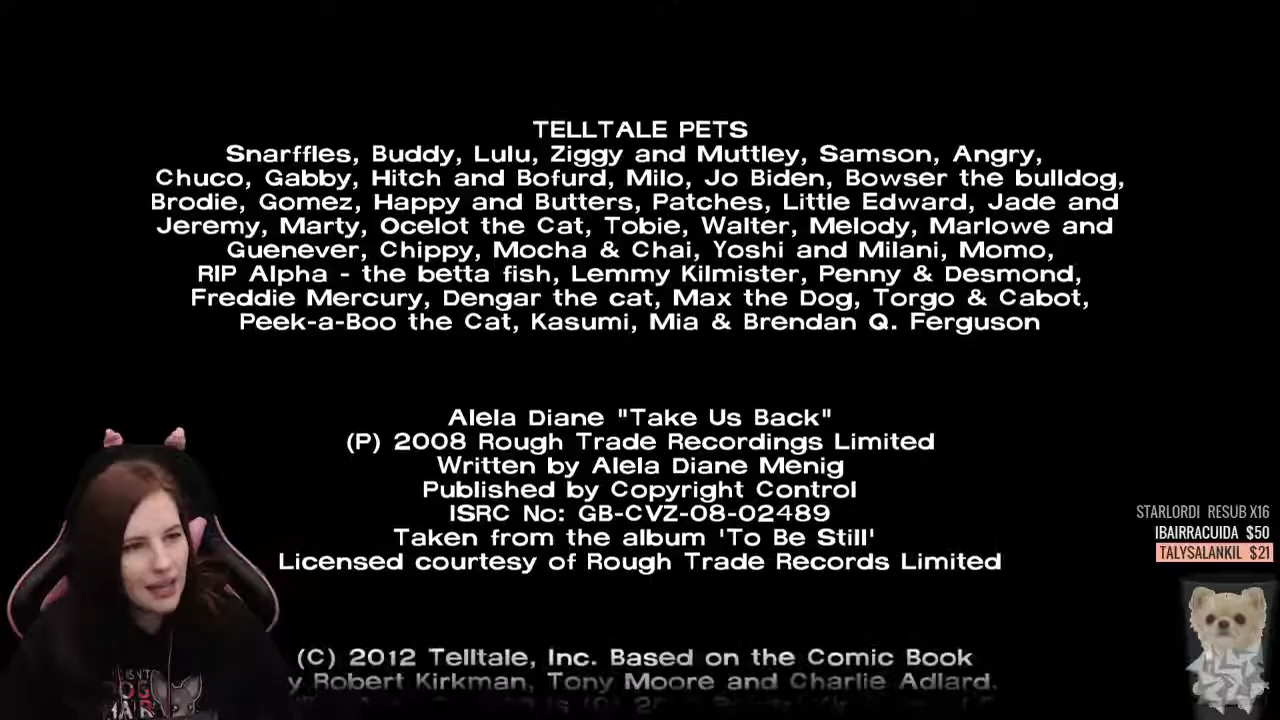 TELLTALE PETS
Snarffles, Buddy, Lulu, Ziggy and Muttley, Samson, Angry,
Chuco, Gabby, Hitch and Bofurd, Milo, Jo Biden, Bowser the bulldog,
Brodie, Gomez, Happy and Butters, Patches, Little Edward, Jade and
Jeremy, Marty, Ocelot the Cat, Tobie, Walter, Melody, Marlowe and
Guenever, Chippy, Mocha & Chai, Yoshi and Milani, Momo,
RIP Alpha - the betta fish, Lemmy Kilmister, Penny & Desmond,
Freddie Mercury, Dengar the cat, Max the Dog, Torgo & Cabot,
Peek-a-Boo the Cat, Kasumi, Mia & Brendan Q. Ferguson
Alela Diane "Take Us Back"
(P) 2008 Rough Trade Recordings Limited
Written by Alela Diane Menig
Published by Copyright Control
ISRC No: GB-CVZ-08-02489
Taken from the album 'To Be Still'
Licensed courtesy of Rough Trade Records Limited
(C) 2012 Telltale, Inc. Based on the Comic Book
y Robert Kirkman, Tony Moore and Charlie Adlard.
STARLORDI RESUB X16
IBAIRRACUIDA $50
TALYSALANKIL $21